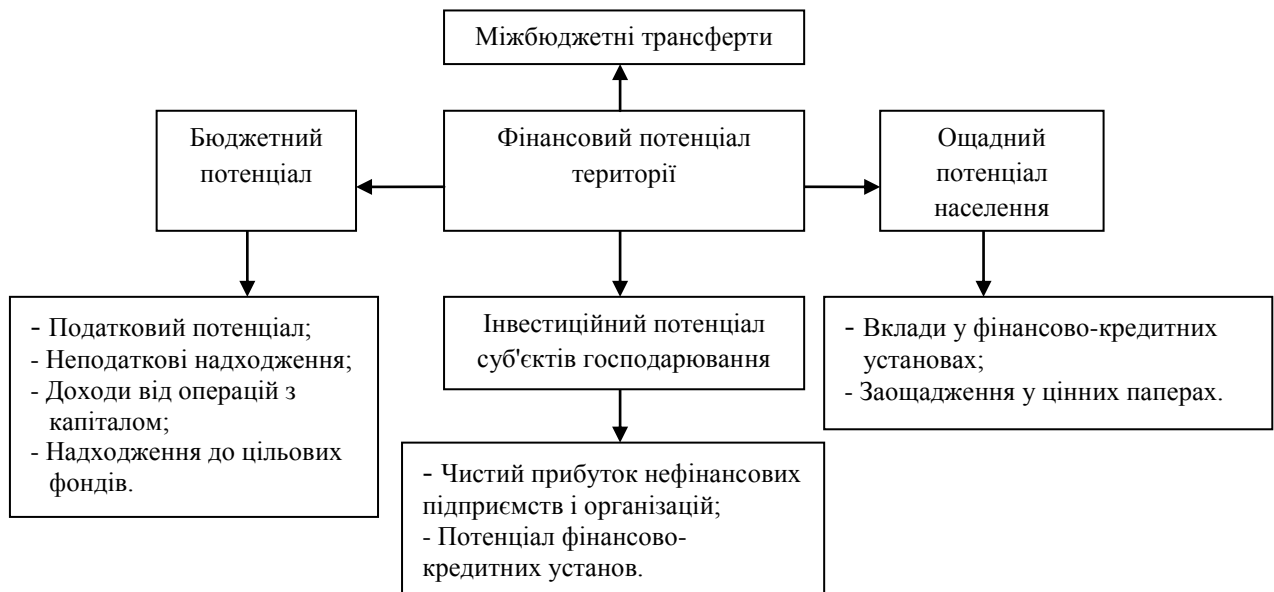 Міжбюджетні трансферти
Бюджетний
потенціал
Фінансовий потенціал
території
Ощадний
потенціал
населення
- Податковий потенціал;
- Неподаткові надходження;
- Доходи від операцій з
капіталом;
- Надходження до цільових
фондів.
Інвестиційний потенціал
суб'єктів господарювання
- Вклади у фінансово-кредитних
установах;
- Заощадження у цінних паперах.
- Чистий прибуток нефінансових
підприємств і організацій;
- Потенціал фінансово-
кредитних установ.